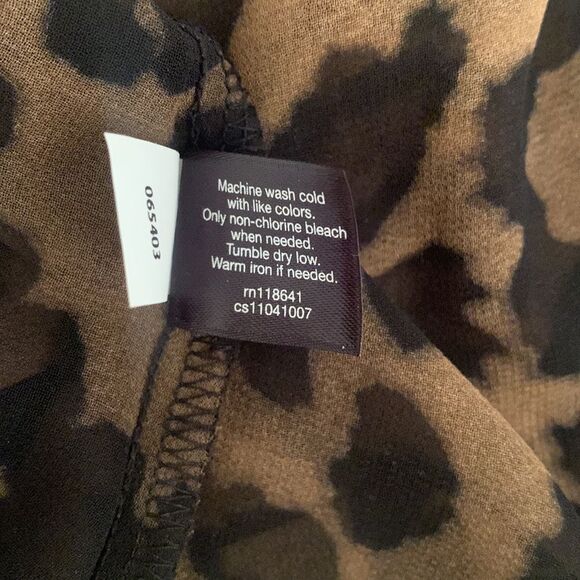 065403
Machine wash cold
with like colors.
Only non-chlorine bleach
when needed.
Tumble dry low.
Warm iron if needed.
rn118641
cs11041007